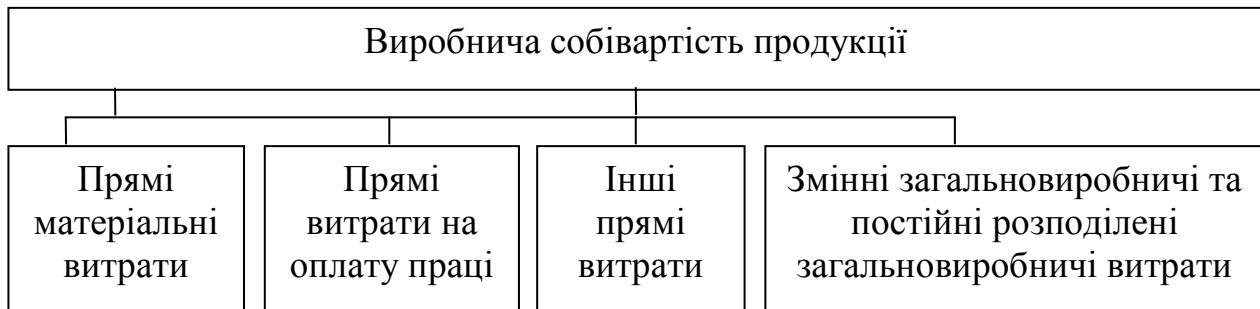 Виробнича собівартість продукції
Прямі
матеріальні
витрати
Прямі
витрати на
оплату праці
Інші
прямі
витрати
Змінні загальновиробничі та
постійні розподілені
загальновиробничі витрати